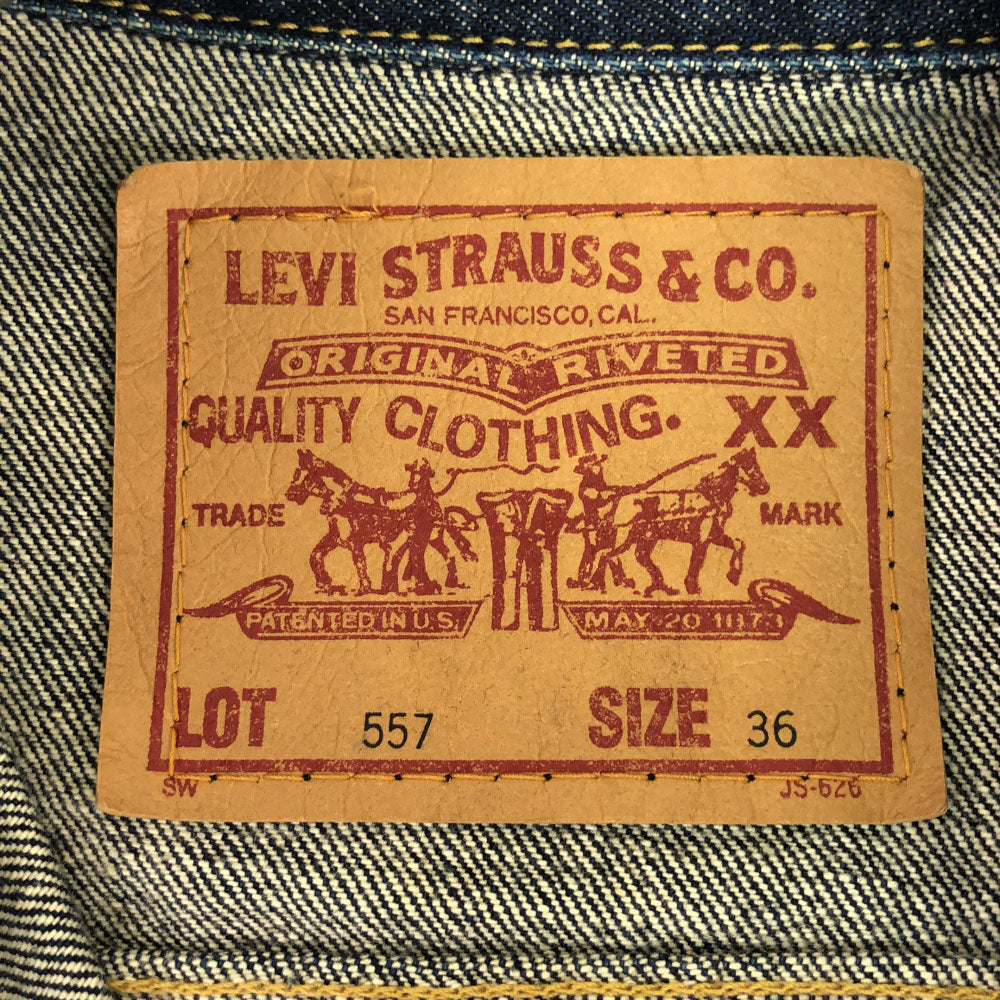 LEVI STRAUSS & CO.
SAN FRANCISCO, CAL.
ORIGINAL RIVETED
QUALITY CLOTHING. XX
TRADE MARK
PATENTED IN U.S. MAY 20 1873
LOT 557 SIZE 36
SW JS-626